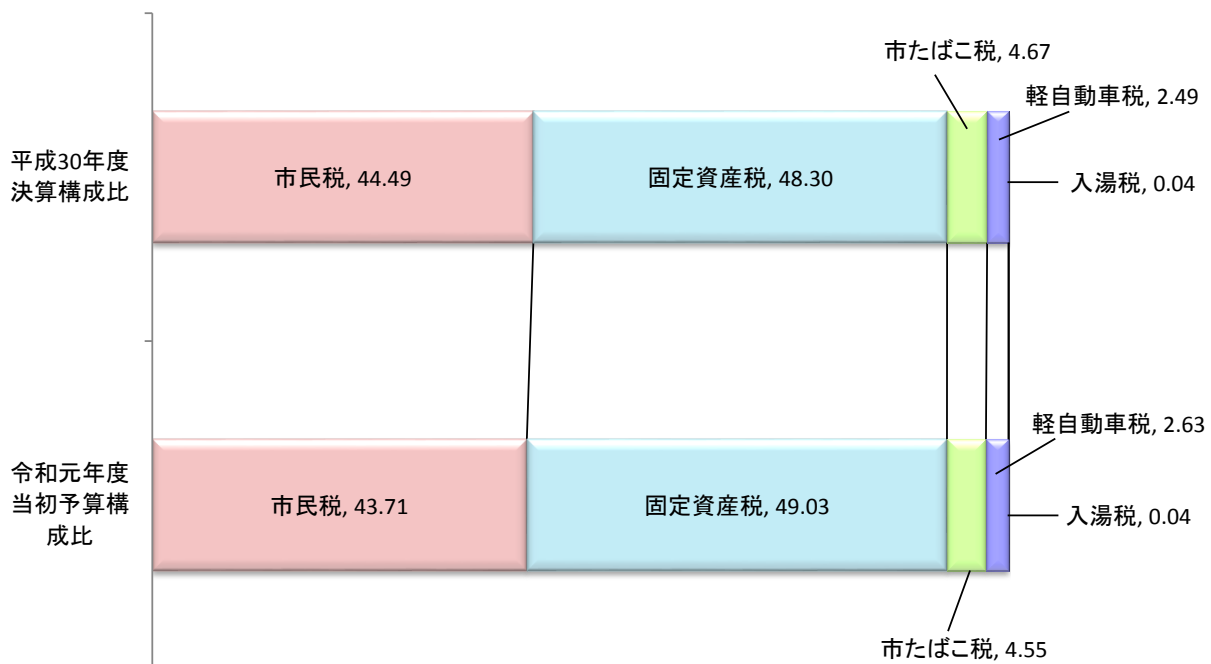 市たばこ税, 4.67
軽自動車税, 2.49
平成30年度
決算構成比
市民税, 44.49
固定資産税, 48.30
入湯税, 0.04
軽自動車税, 2.63
令和元年度
当初予算構
成比
市民税, 43.71
固定資産税, 49.03
入湯税, 0.04
市たばこ税, 4.55